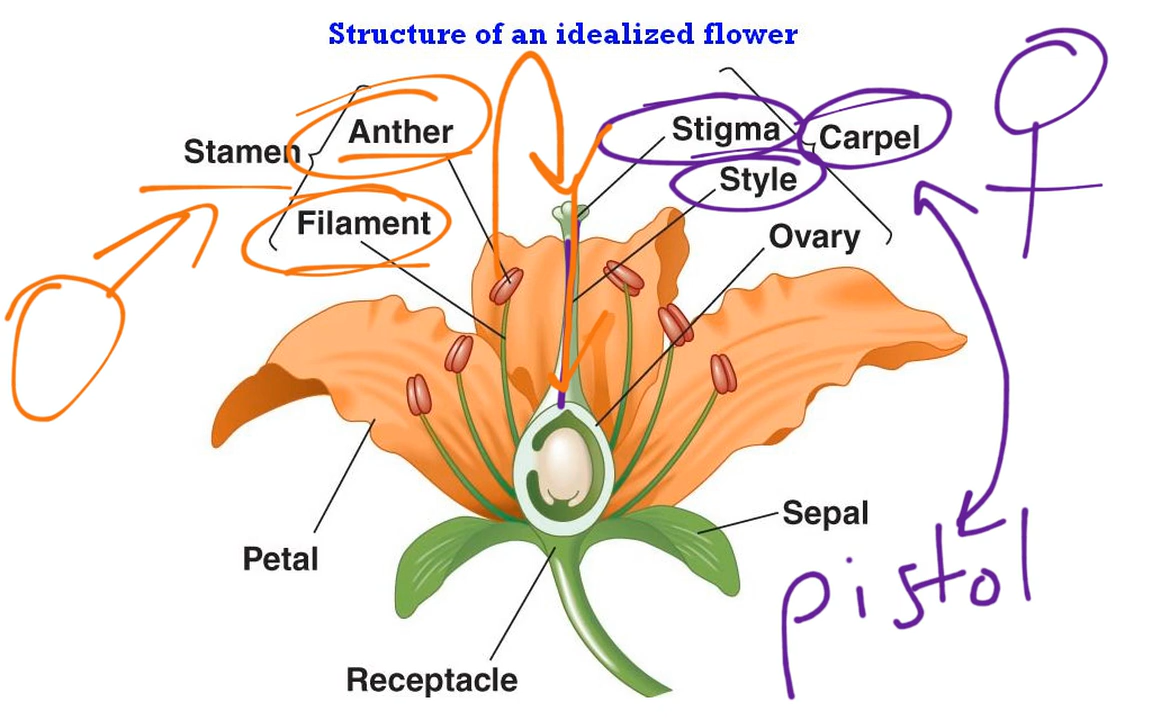 Structure of an idealized flower
Stamen
Anther
Filament
Stigma
Style
Carpel
Ovary
Petal
Sepal
pistol
Receptacle